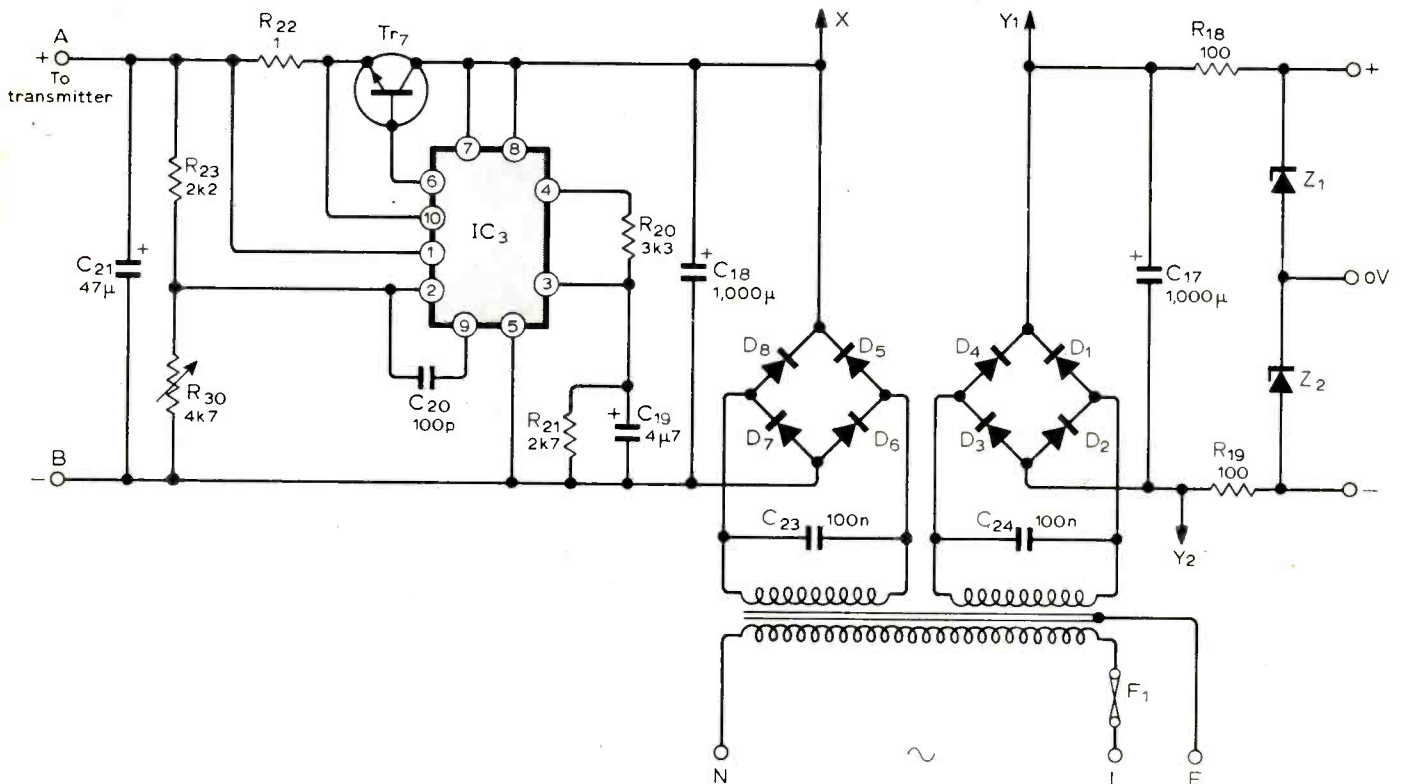 A
+
To
transmitter
R22
1
Tr7
X
Y1
R18
100
+
7
8
6
10
1
2
9
5
4
3
IC3
R23
2k2
C21
47μ
+
R30
4k7
C20
100p
R20
3k3
R21
2k7
+
C19
4μ7
+
C18
1,000μ
+
C17
1,000μ
Z1
0V
Z2
D8
D5
D7
D6
D4
D1
D3
D2
B
-
R19
100
-
C23
100n
C24
100n
Y2
F1
N
~
L
E